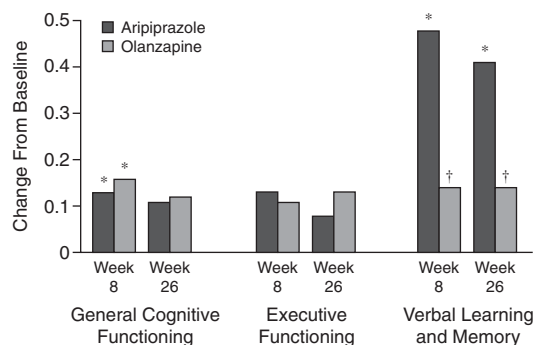 0.5
0.4
0.3
0.2
0.1
0
Change From Baseline
Aripiprazole
Olanzapine
*
*
*
†
*
†
Week
8
Week
26
Week
8
Week
26
Week
8
Week
26
General Cognitive
Functioning
Executive
Functioning
Verbal Learning
and Memory